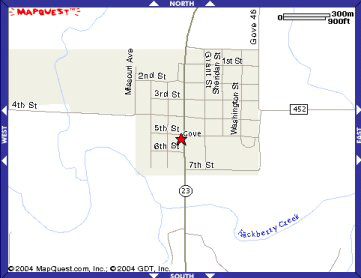 NORTH
MAPQUEST
Gove 46
300m
900ft
Missouri Ave
Grant St
Sheridan St
1st St
2nd St
3rd St
Washington St
4th St
452
WEST
EAST
5th St
Gove
6th St
7th St
23
Hackberry Creek
©2004 MapQuest.com, Inc.; ©2004 GDT, Inc.
SOUTH